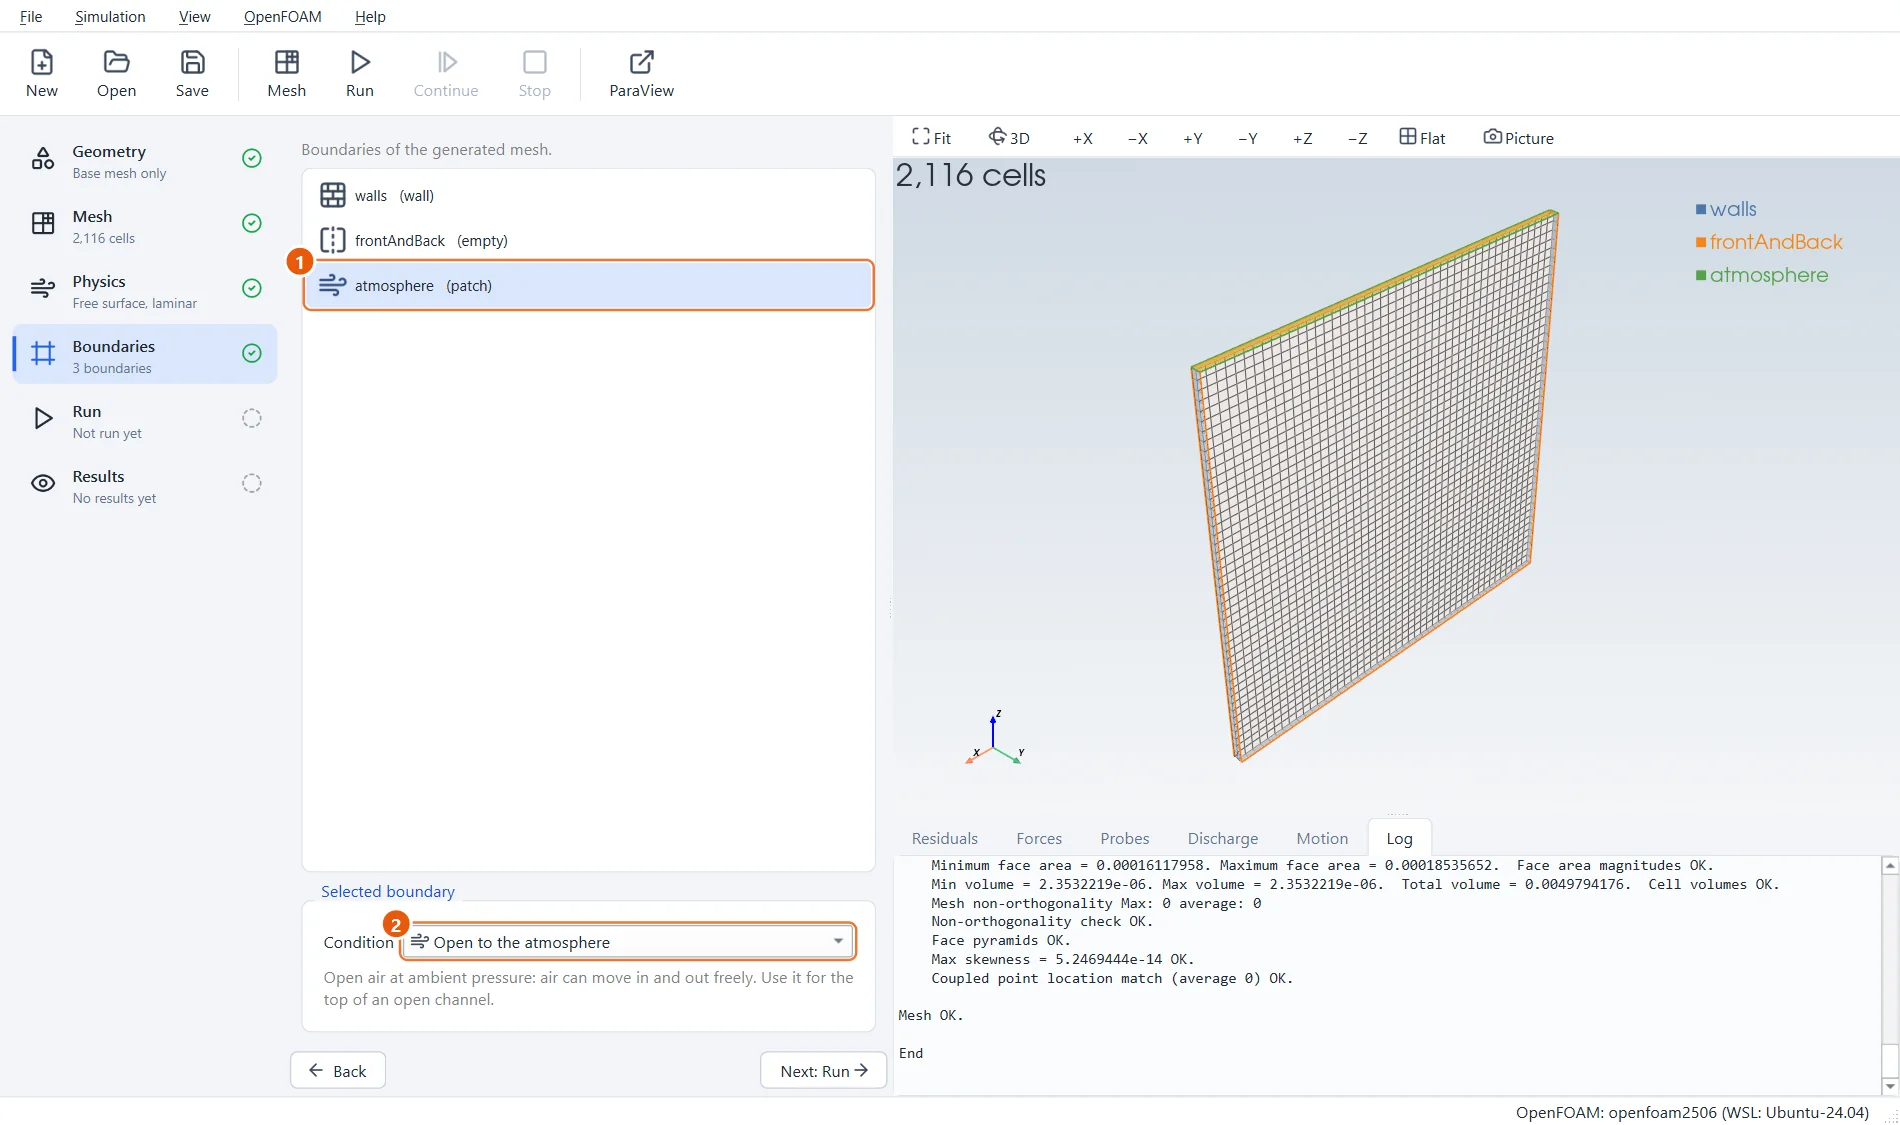 File Simulation View OpenFOAM Help
New Open Save Mesh Run Continue Stop ParaView
Geometry
Base mesh only
Mesh
2,116 cells
Physics
Free surface, laminar
Boundaries
3 boundaries
Run
Not run yet
Results
No results yet
Boundaries of the generated mesh.
walls (wall)
frontAndBack (empty)
1
atmosphere (patch)
Selected boundary
2
Condition Open to the atmosphere
Open air at ambient pressure: air can move in and out freely. Use it for the
top of an open channel.
Back Next: Run
Fit 3D +X −X +Y −Y +Z −Z Flat Picture
2,116 cells
walls
frontAndBack
atmosphere
Z
X Y
Residuals Forces Probes Discharge Motion Log
Minimum face area = 0.00016117958. Maximum face area = 0.00018535652.  Face area magnitudes OK.
Min volume = 2.3532219e-06. Max volume = 2.3532219e-06.  Total volume = 0.0049794176.  Cell volumes OK.
Mesh non-orthogonality Max: 0 average: 0
Non-orthogonality check OK.
Face pyramids OK.
Max skewness = 5.2469444e-14 OK.
Coupled point location match (average 0) OK.
Mesh OK.
End
OpenFOAM: openfoam2506 (WSL: Ubuntu-24.04)